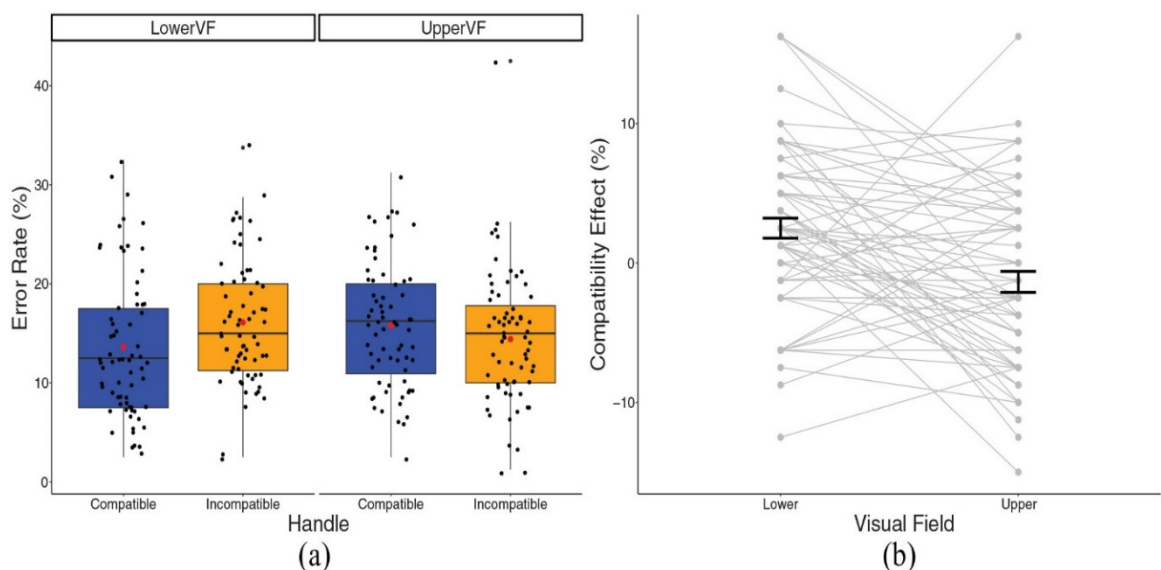 LowerVF
UpperVF
Error Rate (%)
40
30
20
10
0
Compatible
Incompatible
Compatible
Incompatible
Handle
(a)
Compatibility Effect (%)
10
0
−10
Lower
Upper
Visual Field
(b)